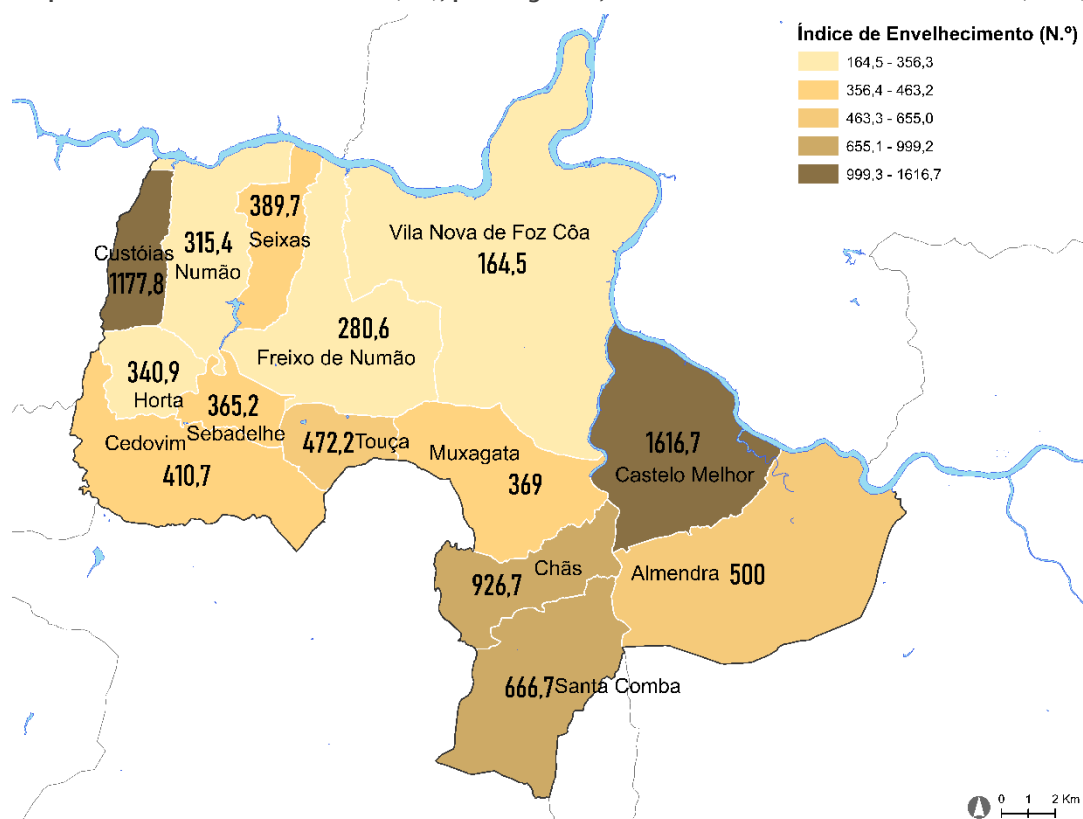 Índice de Envelhecimento (N.º)
164,5 - 356,3
356,4 - 463,2
463,3 - 655,0
655,1 - 999,2
999,3 - 1616,7
389,7
Seixas
Vila Nova de Foz Côa
164,5
315,4
Numão
Custóias
1177,8
280,6
Freixo de Numão
340,9
Horta
365,2
Sebadelhe
Cedovim
410,7
472,2 Touça
Muxagata
369
1616,7
Castelo Melhor
Chãs
926,7
Almendra 500
666,7 Santa Comba
0 1 2 Km